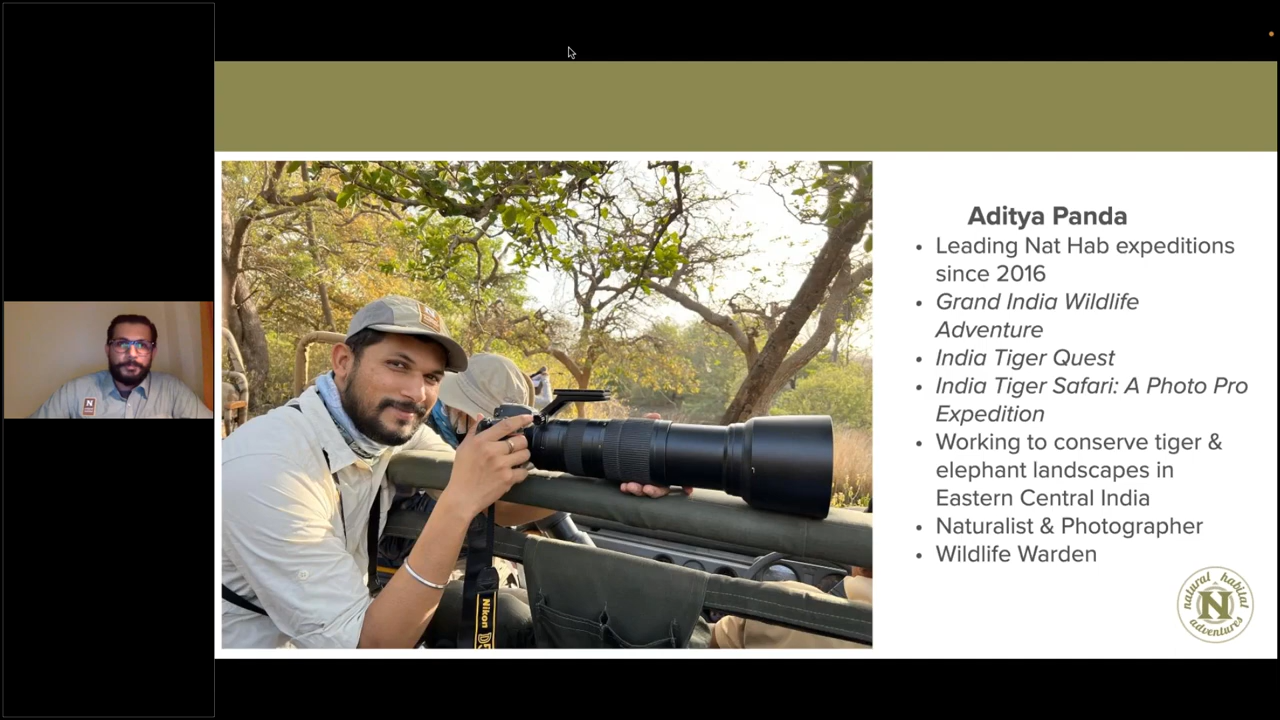 Aditya Panda
• Leading Nat Hab expeditions
since 2016
• Grand India Wildlife
Adventure
• India Tiger Quest
• India Tiger Safari: A Photo Pro
Expedition
• Working to conserve tiger &
elephant landscapes in
Eastern Central India
• Naturalist & Photographer
• Wildlife Warden
natural habitat
N
adventures
N
Nikon